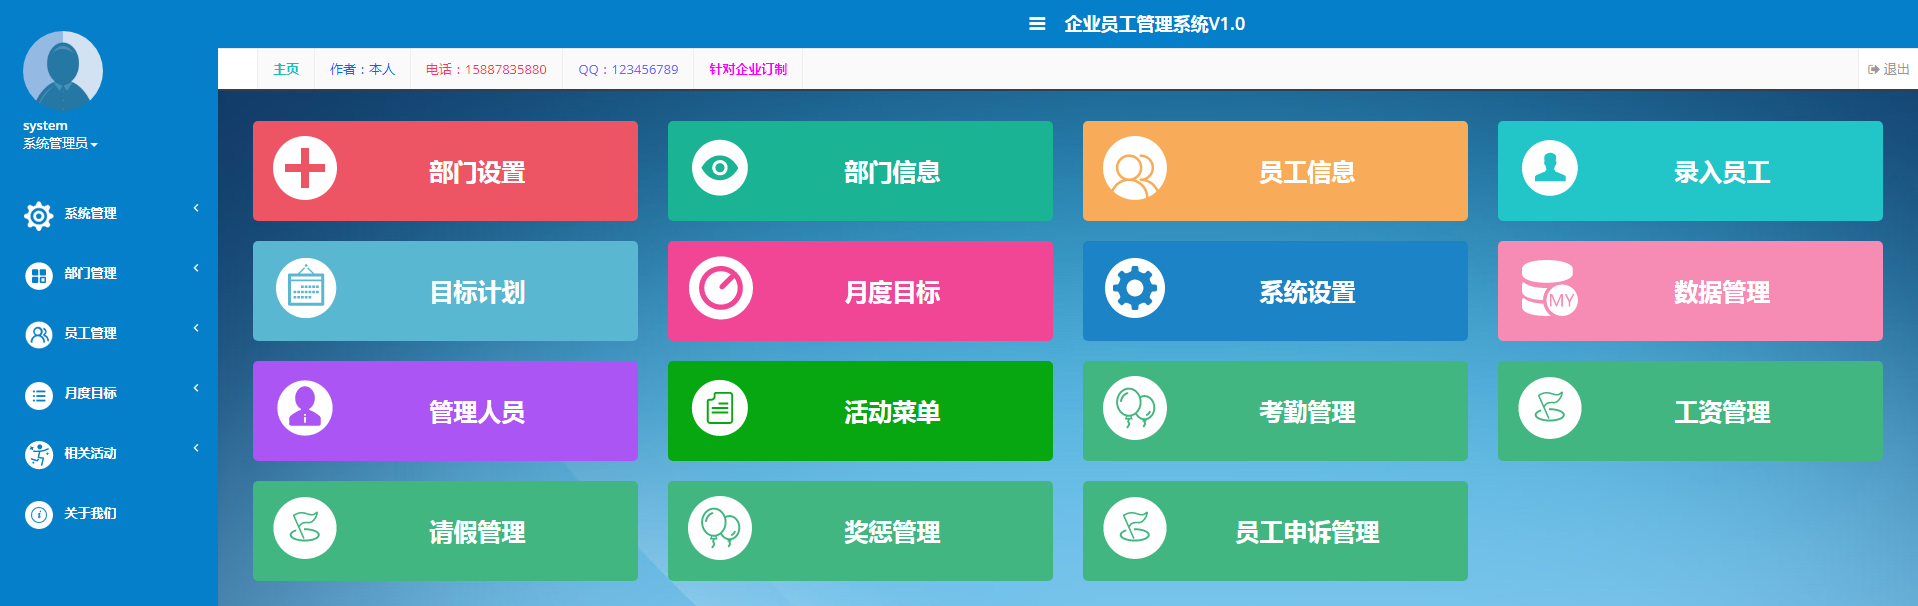 企业员工管理系统V1.0
system
系统管理员
系统管理
部门管理
员工管理
月度目标
相关活动
关于我们
主页 作者：本人 电话：15887835880 QQ：123456789 针对企业订制 退出
部门设置 部门信息 员工信息 录入员工
目标计划 月度目标 系统设置 MY 数据管理
管理人员 活动菜单 考勤管理 工资管理
请假管理 奖惩管理 员工申诉管理